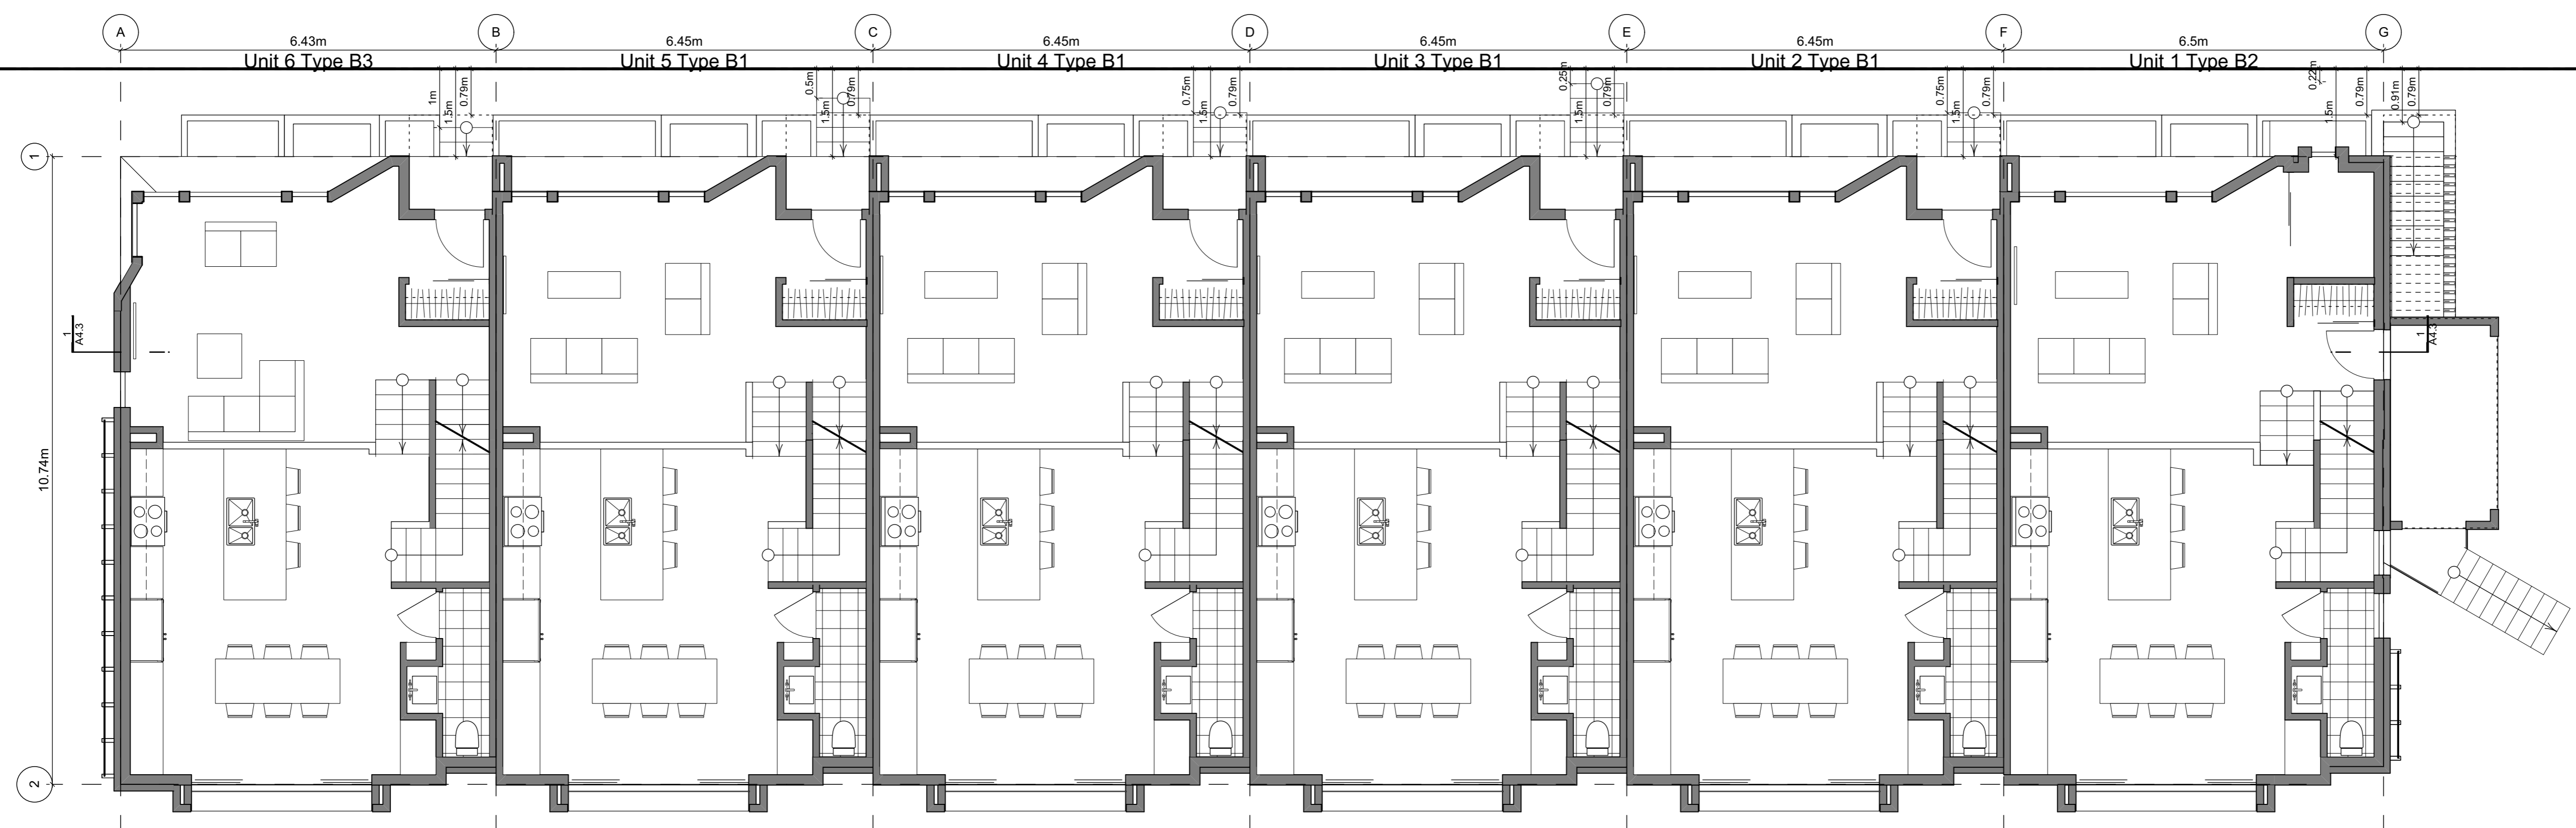 A B C D E F G
6.43m 6.45m 6.45m 6.45m 6.45m 6.5m
Unit 6 Type B3 Unit 5 Type B1 Unit 4 Type B1 Unit 3 Type B1 Unit 2 Type B1 Unit 1 Type B2
1m 1.5m 0.79m 0.5m 1.5m 0.79m 0.75m 1.5m 0.79m 0.25m 1.5m 0.79m 0.75m 1.5m 0.79m 0.22m 1.5m 0.79m 0.91m 0.79m
1
1 A4.3 1 A4.3
10.74m
2